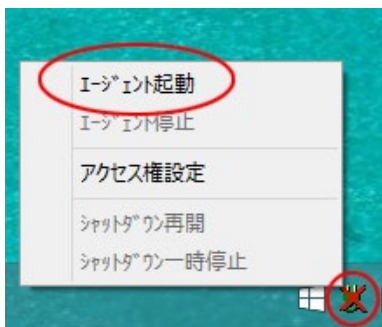 ｴｰｼﾞｪﾝﾄ起動
ｴｰｼﾞｪﾝﾄ停止
アクセス権設定
ｼｬｯﾄﾀﾞｳﾝ再開
ｼｬｯﾄﾀﾞｳﾝ一時停止